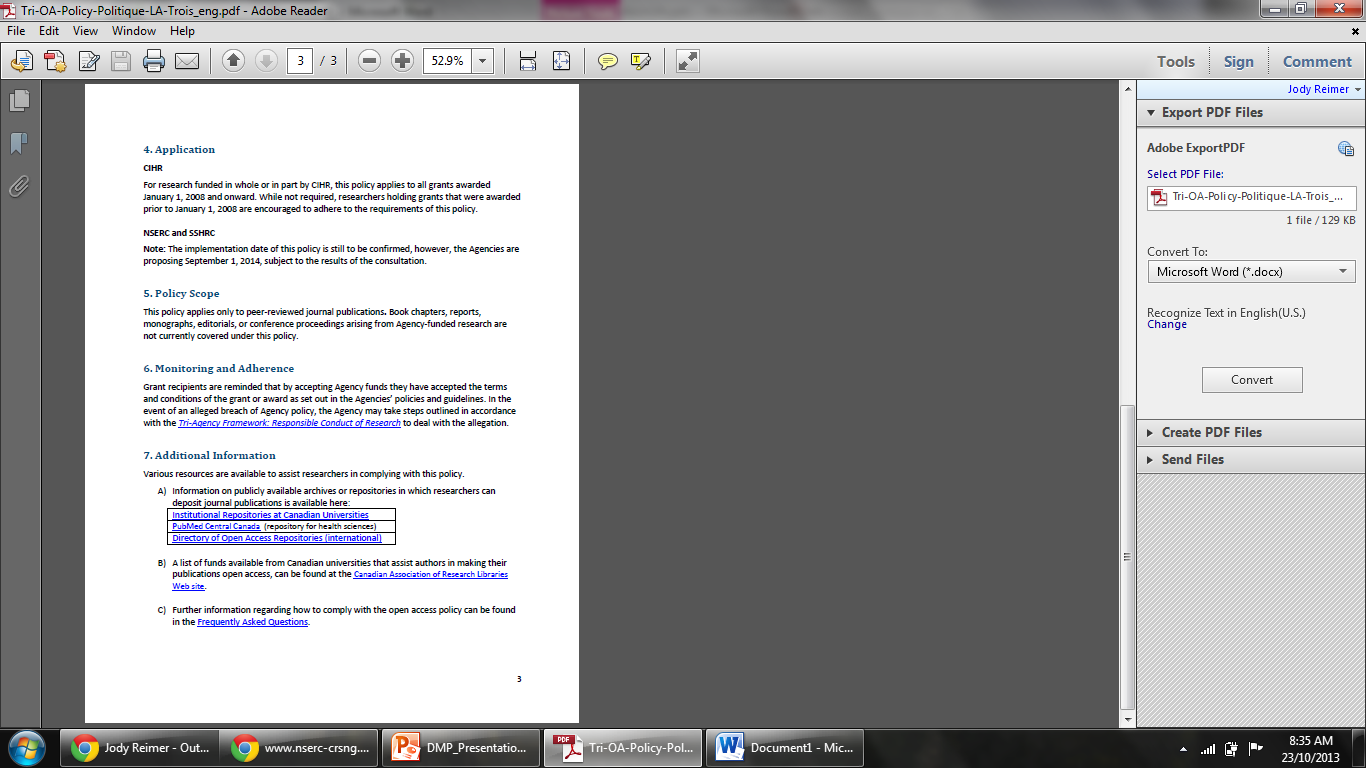 Tri-OA-Policy-Politique-LA-Trois_eng.pdf - Adobe Reader
File Edit View Window Help
3 / 3 52.9% Tools Sign Comment
Jody Reimer
4. Application
CIHR
For research funded in whole or in part by CIHR, this policy applies to all grants awarded
January 1, 2008 and onward. While not required, researchers holding grants that were awarded
prior to January 1, 2008 are encouraged to adhere to the requirements of this policy.
NSERC and SSHRC
Note: The implementation date of this policy is still to be confirmed, however, the Agencies are
proposing September 1, 2014, subject to the results of the consultation.
5. Policy Scope
This policy applies only to peer-reviewed journal publications. Book chapters, reports,
monographs, editorials, or conference proceedings arising from Agency-funded research are
not currently covered under this policy.
6. Monitoring and Adherence
Grant recipients are reminded that by accepting Agency funds they have accepted the terms
and conditions of the grant or award as set out in the Agencies' policies and guidelines. In the
event of an alleged breach of Agency policy, the Agency may take steps outlined in accordance
with the Tri-Agency Framework: Responsible Conduct of Research to deal with the allegation.
7. Additional Information
Various resources are available to assist researchers in complying with this policy.
A) Information on publicly available archives or repositories in which researchers can
deposit journal publications is available here:
Institutional Repositories at Canadian Universities
PubMed Central Canada (repository for health sciences)
Directory of Open Access Repositories (international)
B) A list of funds available from Canadian universities that assist authors in making their
publications open access, can be found at the Canadian Association of Research Libraries
Web site.
C) Further information regarding how to comply with the open access policy can be found
in the Frequently Asked Questions.
3
Export PDF Files
Adobe ExportPDF
Select PDF File:
Tri-OA-Policy-Politique-LA-Trois_...
1 file / 129 KB
Convert To:
Microsoft Word (*.docx)
Recognize Text in English(U.S.)
Change
Convert
Create PDF Files
Send Files
Jody Reimer - Out...
www.nserc-crsng....
DMP_Presentatio...
PDF
Tri-OA-Policy-Pol...
Document1 - Mic...
8:35 AM
23/10/2013